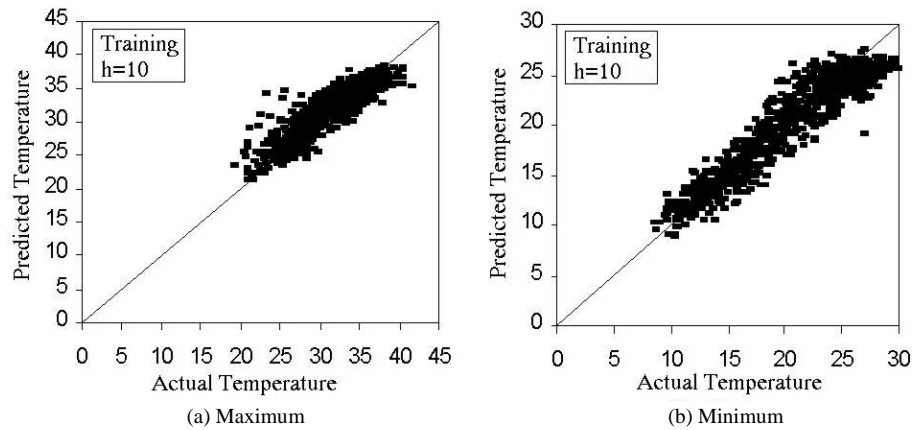 Training
h=10
Predicted Temperature
45
40
35
30
25
20
15
10
5
0
0 5 10 15 20 25 30 35 40 45
Actual Temperature
(a) Maximum
Training
h=10
Predicted Temperature
30
25
20
15
10
5
0
0 5 10 15 20 25 30
Actual Temperature
(b) Minimum